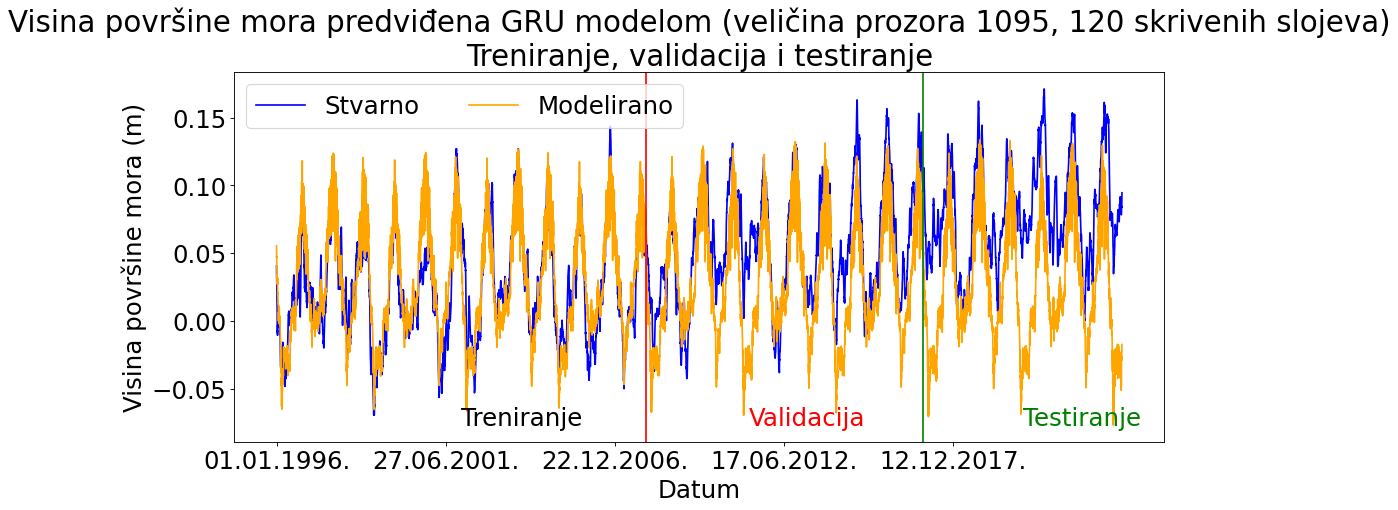 Visina površine mora predviđena GRU modelom (veličina prozora 1095, 120 skrivenih slojeva)
Treniranje, validacija i testiranje
Stvarno
Modelirano
Visina površine mora (m)
0.15
0.10
0.05
0.00
−0.05
Treniranje
Validacija
Testiranje
01.01.1996.
27.06.2001.
22.12.2006.
17.06.2012.
12.12.2017.
Datum